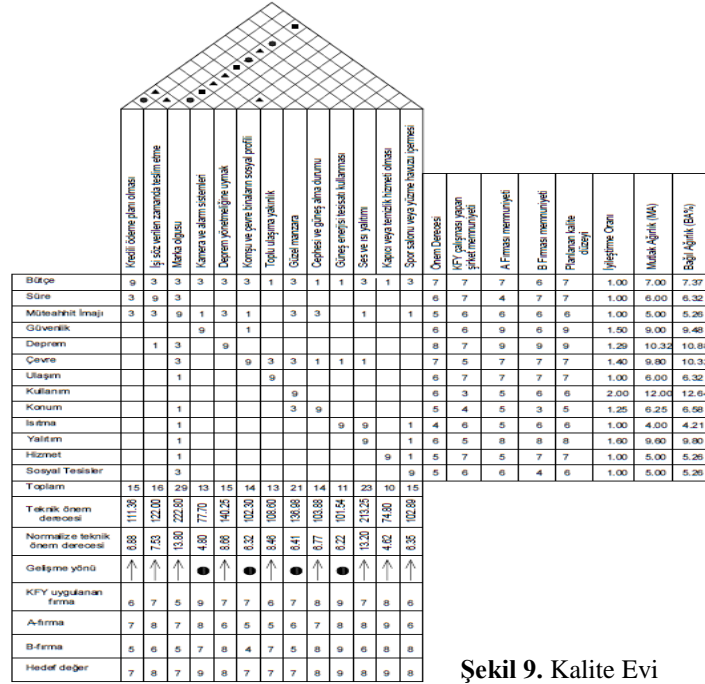 Kredili ödeme planı olması
İşi söz verilen zamanda teslim etme
Marka olgusu
Kamera ve alarm sistemleri
Deprem yönetmeliğine uymak
Komşu ve çevre binaların sosyal profili
Toplu ulaşıma yakınlık
Güzel manzara
Cephesi ve güneş alma durumu
Güneş enerjisi tesisatı kullanması
Ses ve ısı yalıtımı
Kapıcı veya temizlik hizmeti olması
Spor salonu veya yüzme havuzu içermesi
Önem Derecesi
KFY çalışması yapan şirket memnuniyeti
A Firması memnuniyeti
B Firması memnuniyeti
Planlanan kalite düzeyi
İyileştirme Oranı
Mutlak Ağırlık (MA)
Bağıl Ağırlık (BA%)
Bütçe 9 3 3 3 3 3 1 3 1 1 3 1 3 7 7 7 6 7 1.00 7.00 7.37
Süre 3 9 3 6 7 4 7 7 1.00 6.00 6.32
Müteahhit İmajı 3 3 9 1 3 1 3 3 1 1 5 6 6 6 6 1.00 5.00 5.26
Güvenlik 9 1 6 6 9 6 9 1.50 9.00 9.48
Deprem 1 3 9 8 7 9 9 9 1.29 10.32
Çevre 3 9 3 3 1 1 1 7 5 7 7 7 1.40 9.80
Ulaşım 1 9 6 7 7 7 7 1.00 6.00 6.32
Kullanım 9 6 3 5 6 6 2.00 12.00
Konum 1 3 9 5 4 5 3 5 1.25 6.25 6.58
Isıtma 1 9 9 1 4 6 5 6 6 1.00 4.00 4.21
Yalıtım 1 9 1 6 5 8 8 8 1.60 9.60 9.80
Hizmet 1 9 1 5 7 5 7 7 1.00 5.00 5.26
Sosyal Tesisler 3 9 5 6 6 4 6 1.00 5.00 5.26
Toplam 15 16 29 13 15 14 13 21 14 11 23 10 15
Teknik önem derecesi 111.36 122.00 222.80 77.70 140.25 102.30 108.60 136.98 103.88 101.54 213.25 74.80 102.89
Normalize teknik önem derecesi 6.88 7.53 13.80 4.80 8.66 6.32 8.46 6.41 6.77 6.22 13.20 4.62 6.35
Gelişme yönü
KFY uygulanan firma 6 7 5 9 7 7 6 7 8 9 7 8 6
A-firma 7 8 7 8 6 5 5 6 7 8 8 9 6
B-firma 5 6 5 7 8 4 7 5 8 9 6 8 8
Hedef değer 7 8 7 9 8 7 7 7 8 9 8 9 8
Şekil 9. Kalite Evi